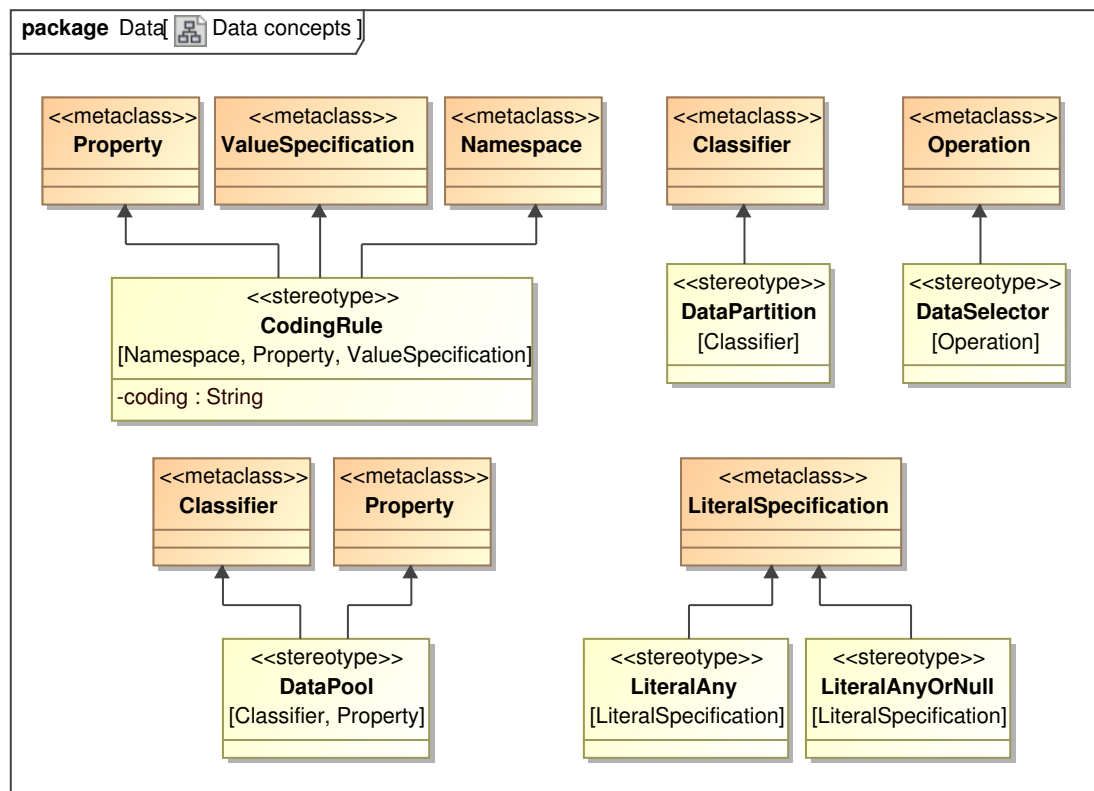 package Data[ Data concepts ]
<<metaclass>>
Property
<<metaclass>>
ValueSpecification
<<metaclass>>
Namespace
<<metaclass>>
Classifier
<<metaclass>>
Operation
<<stereotype>>
CodingRule
[Namespace, Property, ValueSpecification]
-coding : String
<<stereotype>>
DataPartition
[Classifier]
<<stereotype>>
DataSelector
[Operation]
<<metaclass>>
Classifier
<<metaclass>>
Property
<<metaclass>>
LiteralSpecification
<<stereotype>>
DataPool
[Classifier, Property]
<<stereotype>>
LiteralAny
[LiteralSpecification]
<<stereotype>>
LiteralAnyOrNull
[LiteralSpecification]